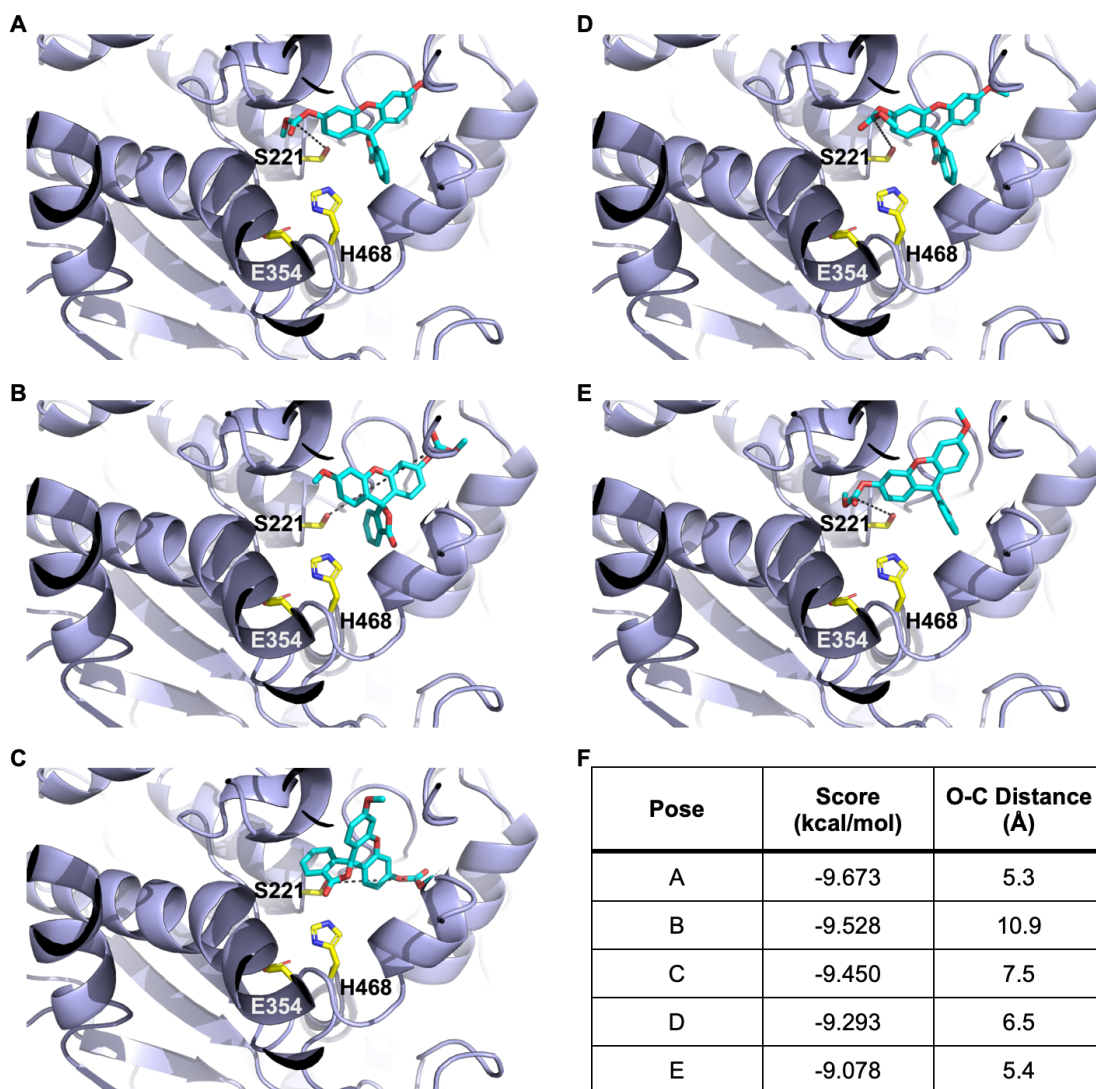 A
S221
H468
E354
D
S221
H468
E354
B
S221
H468
E354
E
S221
H468
E354
C
S221
H468
E354
F
Pose Score (kcal/mol) O-C Distance (Å)
A -9.673 5.3
B -9.528 10.9
C -9.450 7.5
D -9.293 6.5
E -9.078 5.4